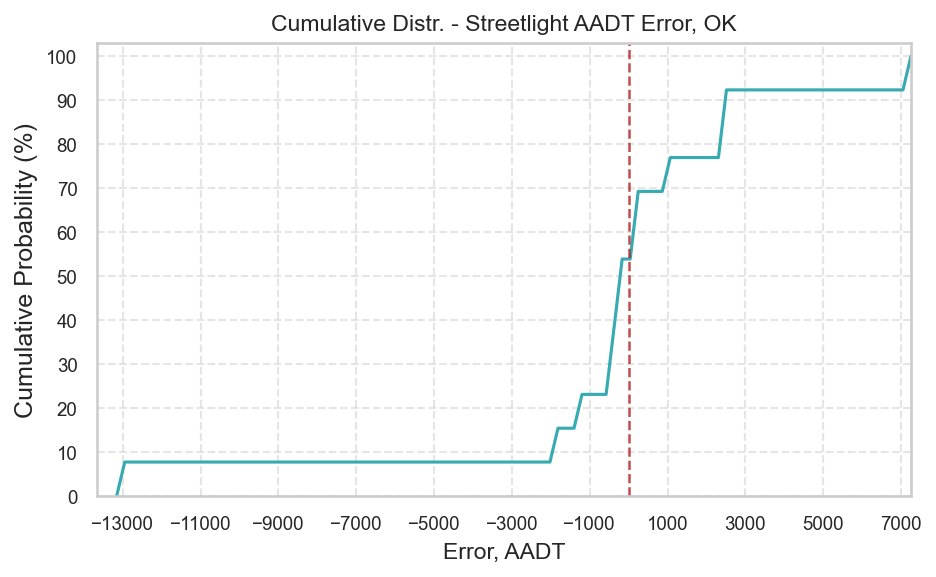 Cumulative Distr. - Streetlight AADT Error, OK
Cumulative Probability (%)
100
90
80
70
60
50
40
30
20
10
0
−13000 −11000 −9000 −7000 −5000 −3000 −1000 1000 3000 5000 7000
Error, AADT